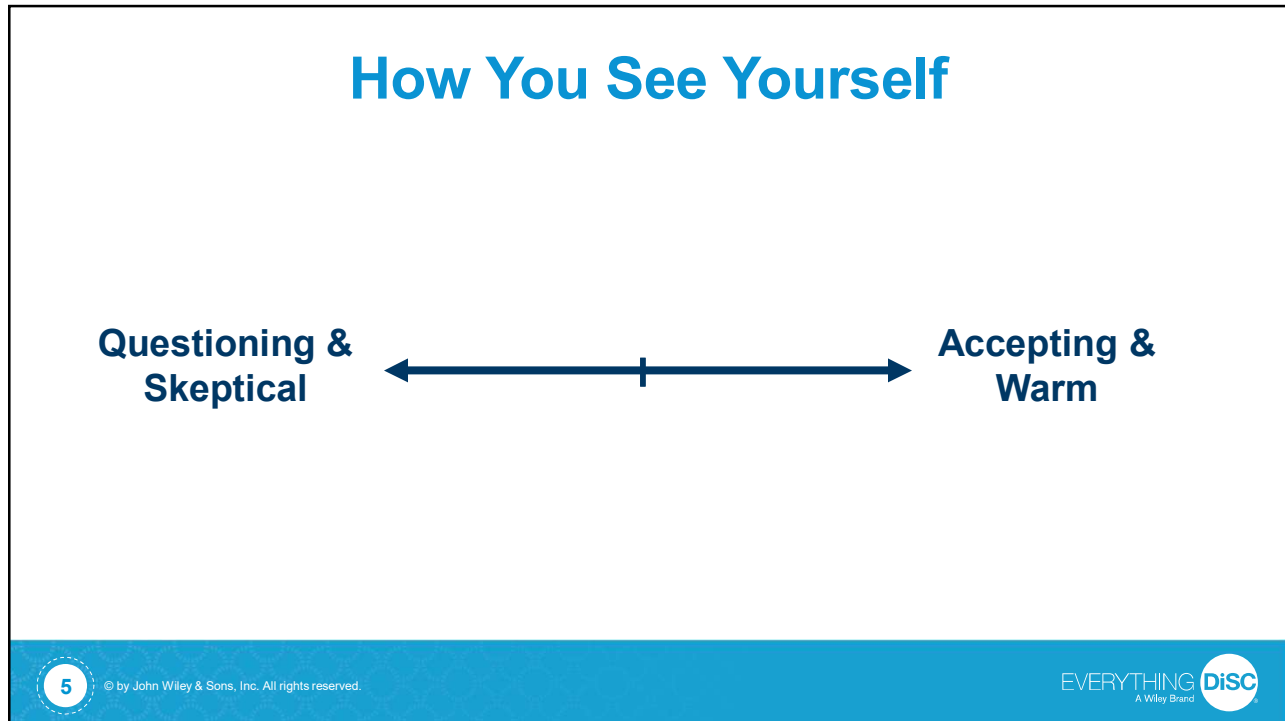 How You See Yourself
Questioning &
Skeptical
Accepting &
Warm
5
© by John Wiley & Sons, Inc. All rights reserved.
EVERYTHING DiSC®
A Wiley Brand